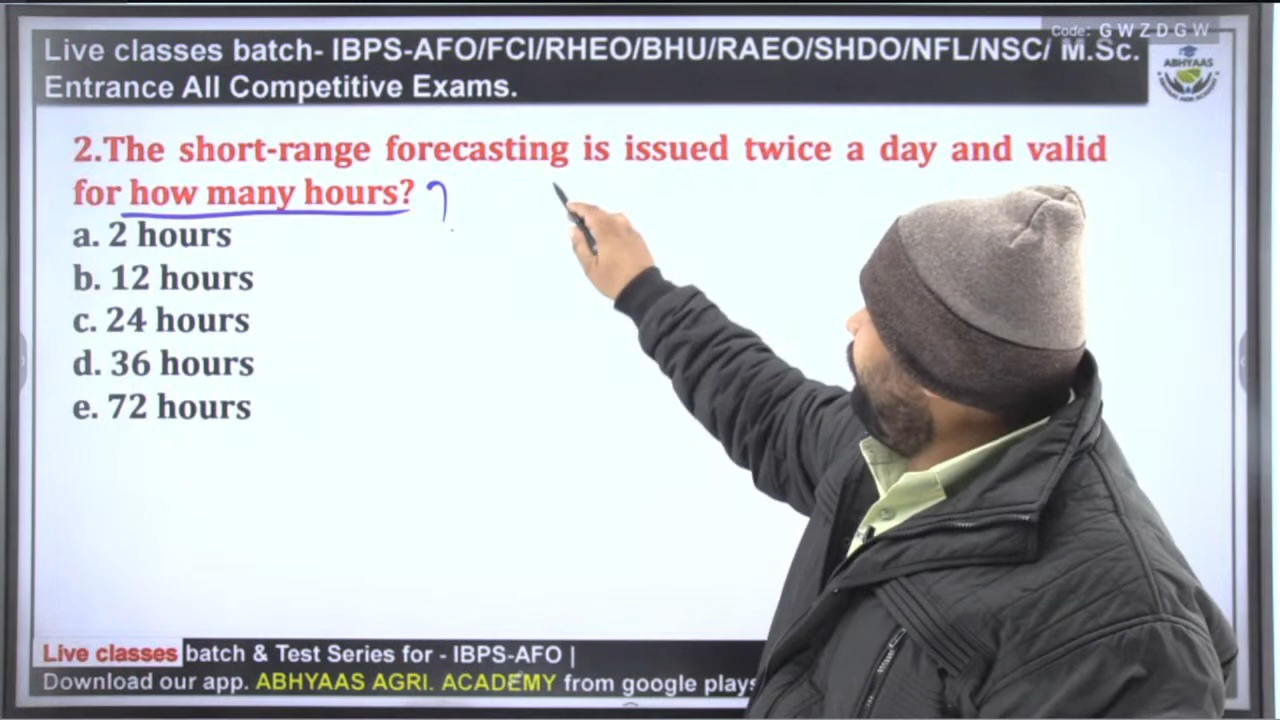 Code: G W Z D G W
Live classes batch- IBPS-AFO/FCI/RHEO/BHU/RAEO/SHDO/NFL/NSC/ M.Sc.
Entrance All Competitive Exams.
ABHYAAS
2.The short-range forecasting is issued twice a day and valid
for how many hours? ?
a. 2 hours
b. 12 hours
c. 24 hours
d. 36 hours
e. 72 hours
Live classes batch & Test Series for - IBPS-AFO |
Download our app. ABHYAAS AGRI. ACADEMY from google plays